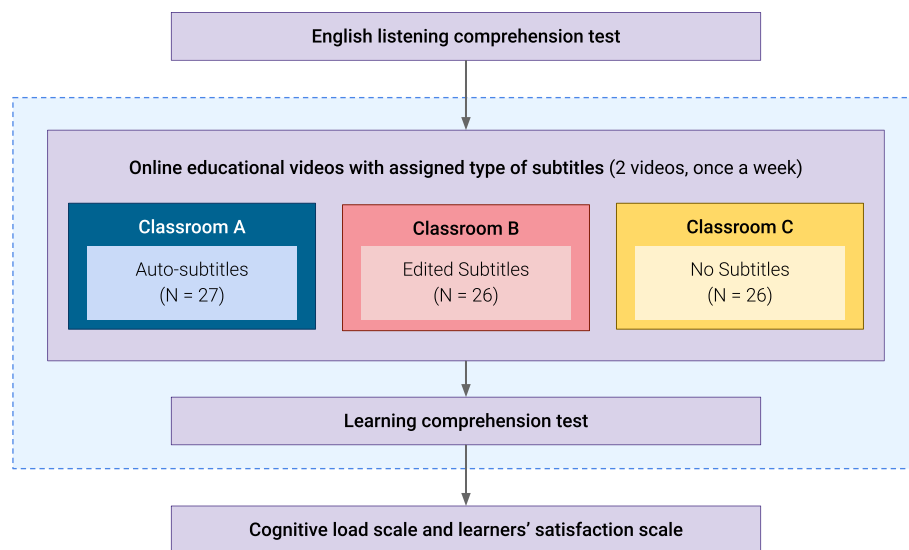 English listening comprehension test
Online educational videos with assigned type of subtitles (2 videos, once a week)
Classroom A
Auto-subtitles
(N = 27)
Classroom B
Edited Subtitles
(N = 26)
Classroom C
No Subtitles
(N = 26)
Learning comprehension test
Cognitive load scale and learners’ satisfaction scale